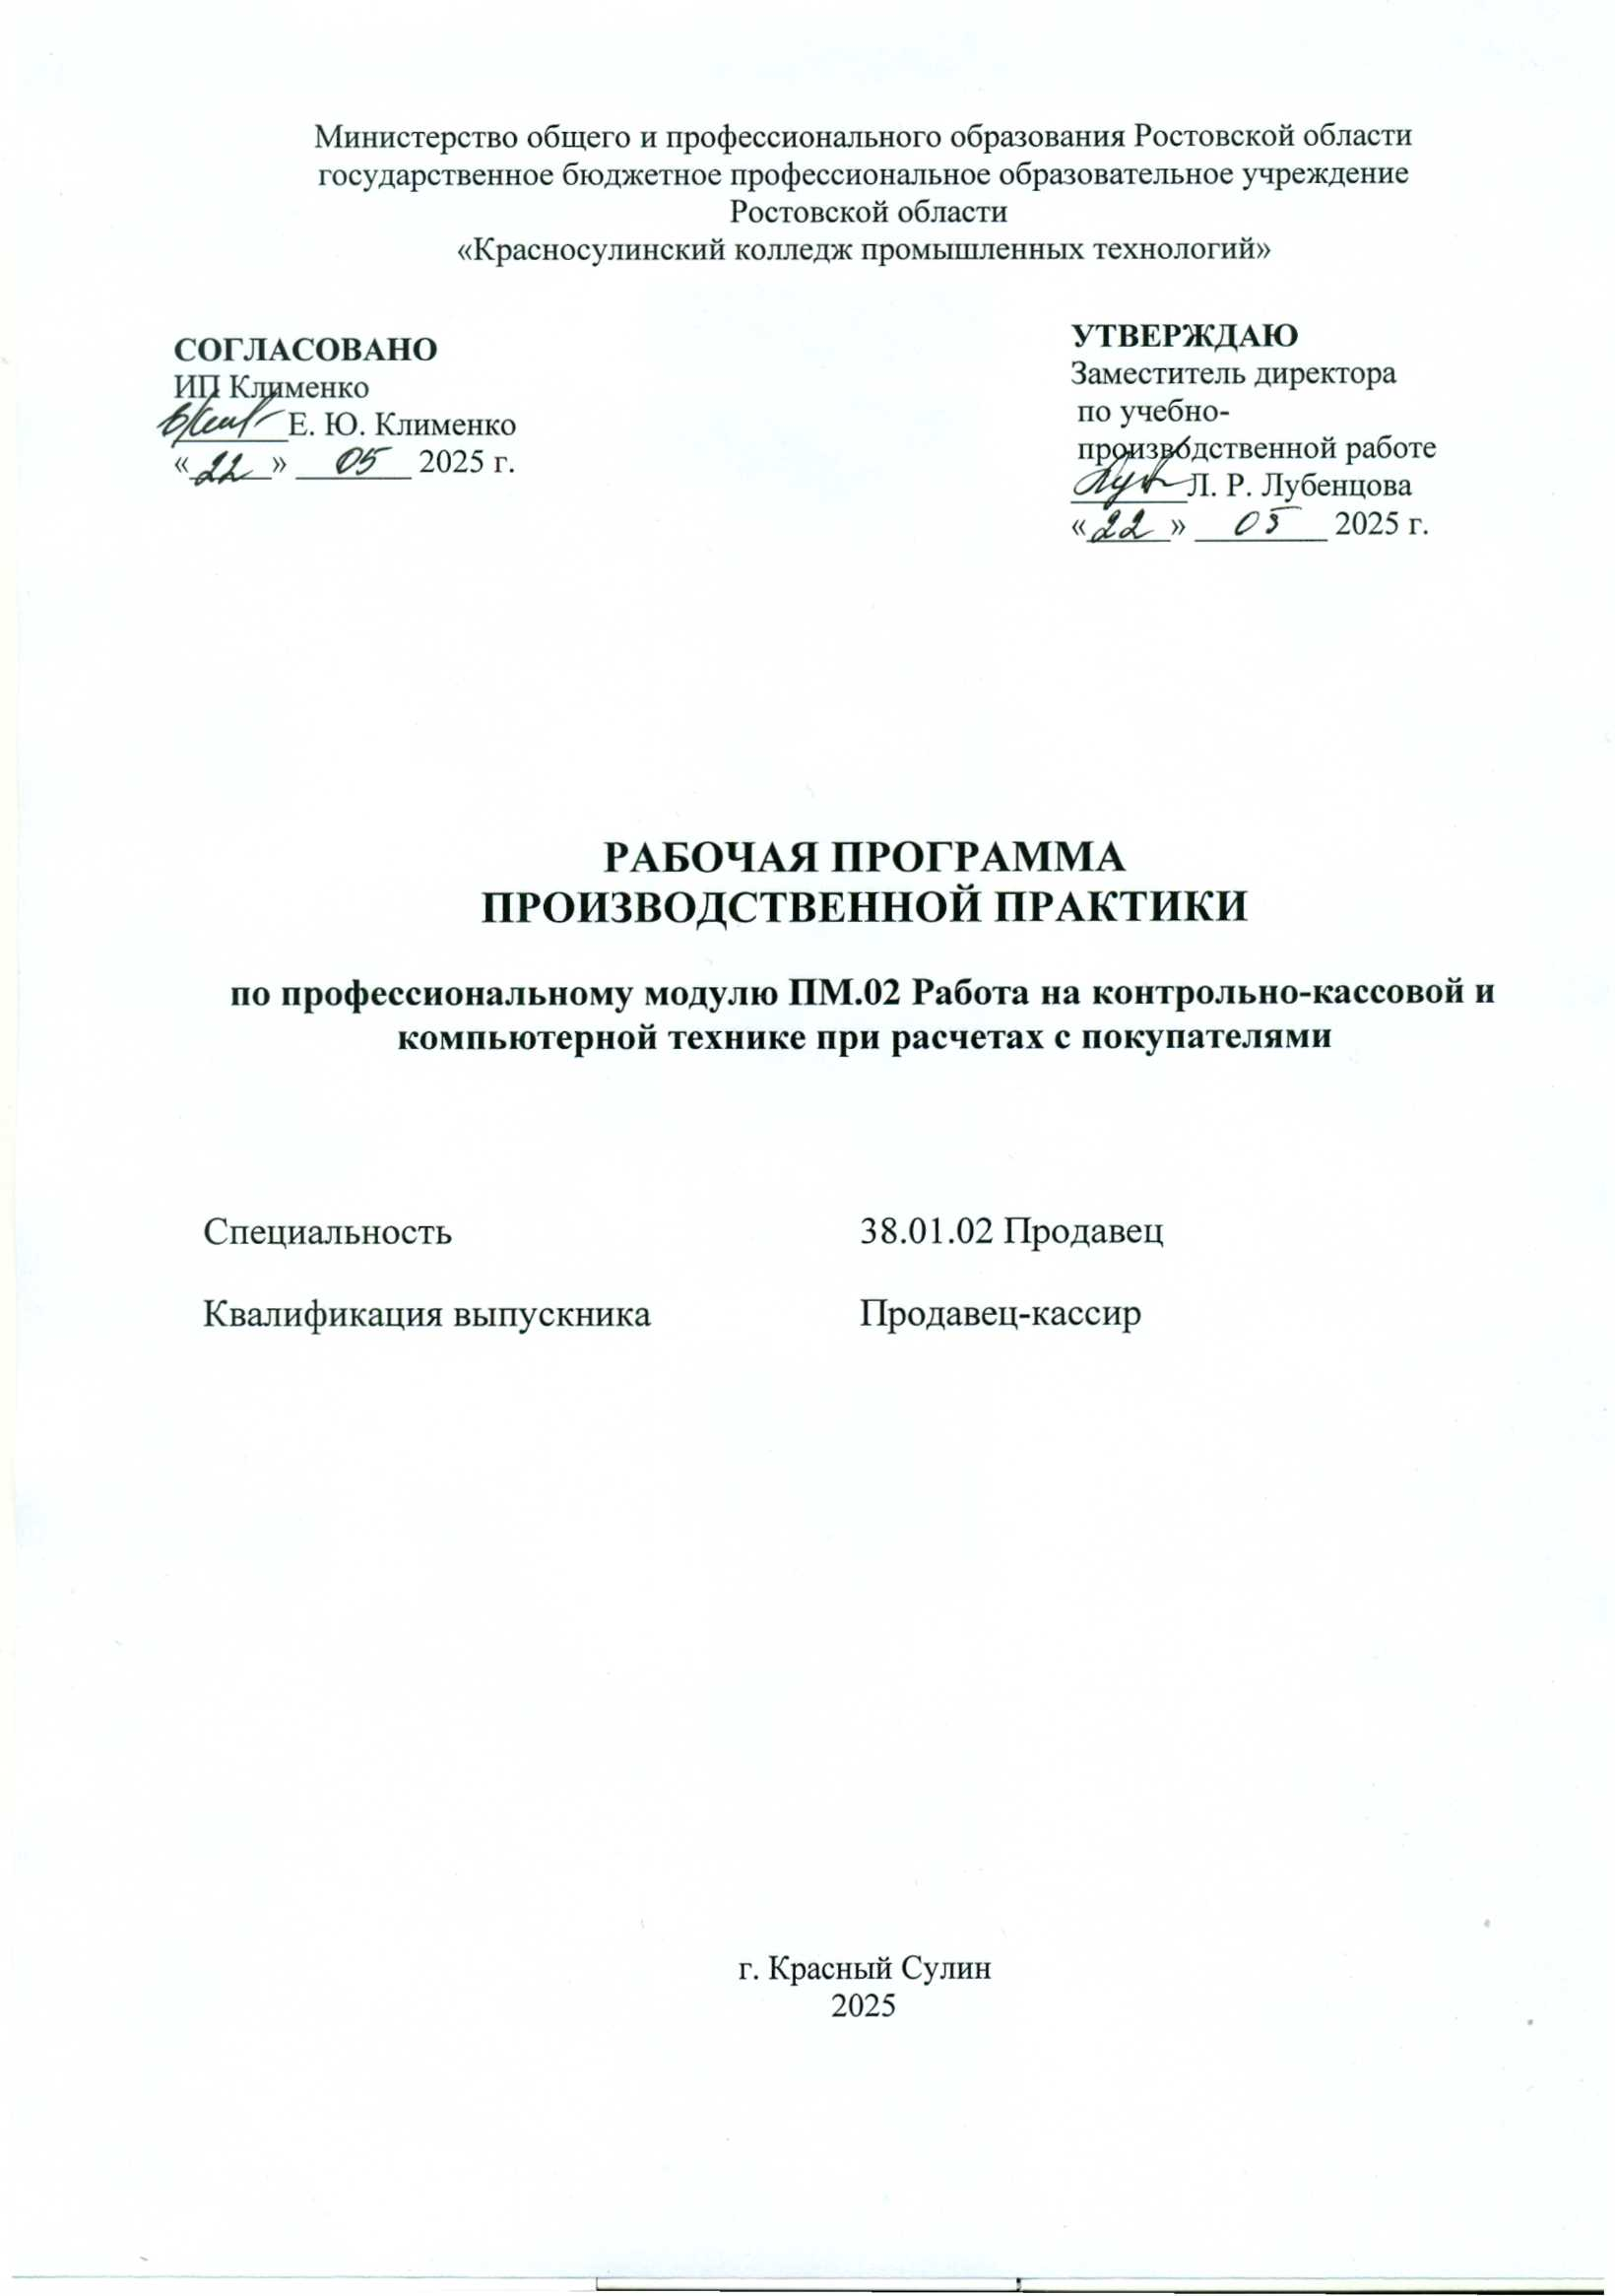 Министерство общего и профессионального образования Ростовской области
государственное бюджетное профессиональное образовательное учреждение
Ростовской области
«Красносулинский колледж промышленных технологий»
СОГЛАСОВАНО
ИП Клименко
Е. Ю. Клименко
«22» 05 2025 г.
УТВЕРЖДАЮ
Заместитель директора
по учебно-
производственной работе
Л. Р. Лубенцова
«22» 05 2025 г.
РАБОЧАЯ ПРОГРАММА
ПРОИЗВОДСТВЕННОЙ ПРАКТИКИ
по профессиональному модулю ПМ.02 Работа на контрольно-кассовой и
компьютерной технике при расчетах с покупателями
Специальность 38.01.02 Продавец
Квалификация выпускника Продавец-кассир
г. Красный Сулин
2025